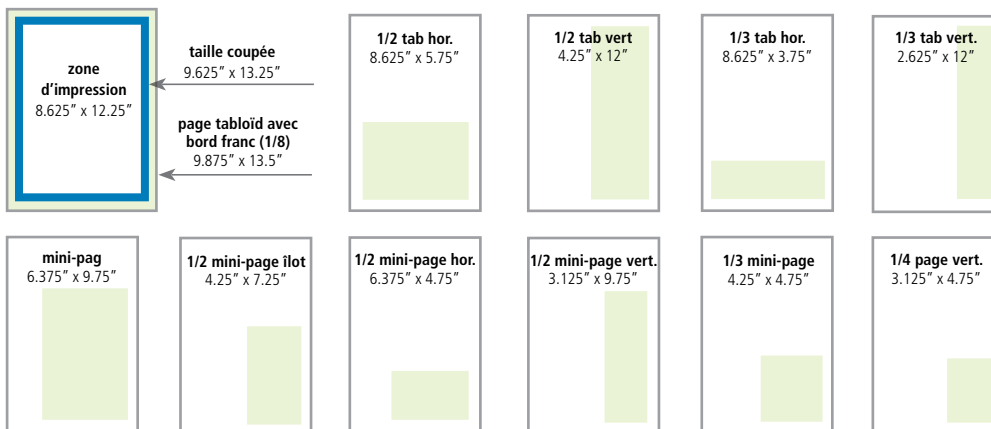 zone
d'impression
8.625” x 12.25”
taille coupée
9.625” x 13.25”
page tabloïd avec
bord franc (1/8)
9.875” x 13.5”
1/2 tab hor.
8.625” x 5.75”
1/2 tab vert
4.25” x 12”
1/3 tab hor.
8.625” x 3.75”
1/3 tab vert.
2.625” x 12”
mini-pag
6.375” x 9.75”
1/2 mini-page îlot
4.25” x 7.25”
1/2 mini-page hor.
6.375” x 4.75”
1/2 mini-page vert.
3.125” x 9.75”
1/3 mini-page
4.25” x 4.75”
1/4 page vert.
3.125” x 4.75”